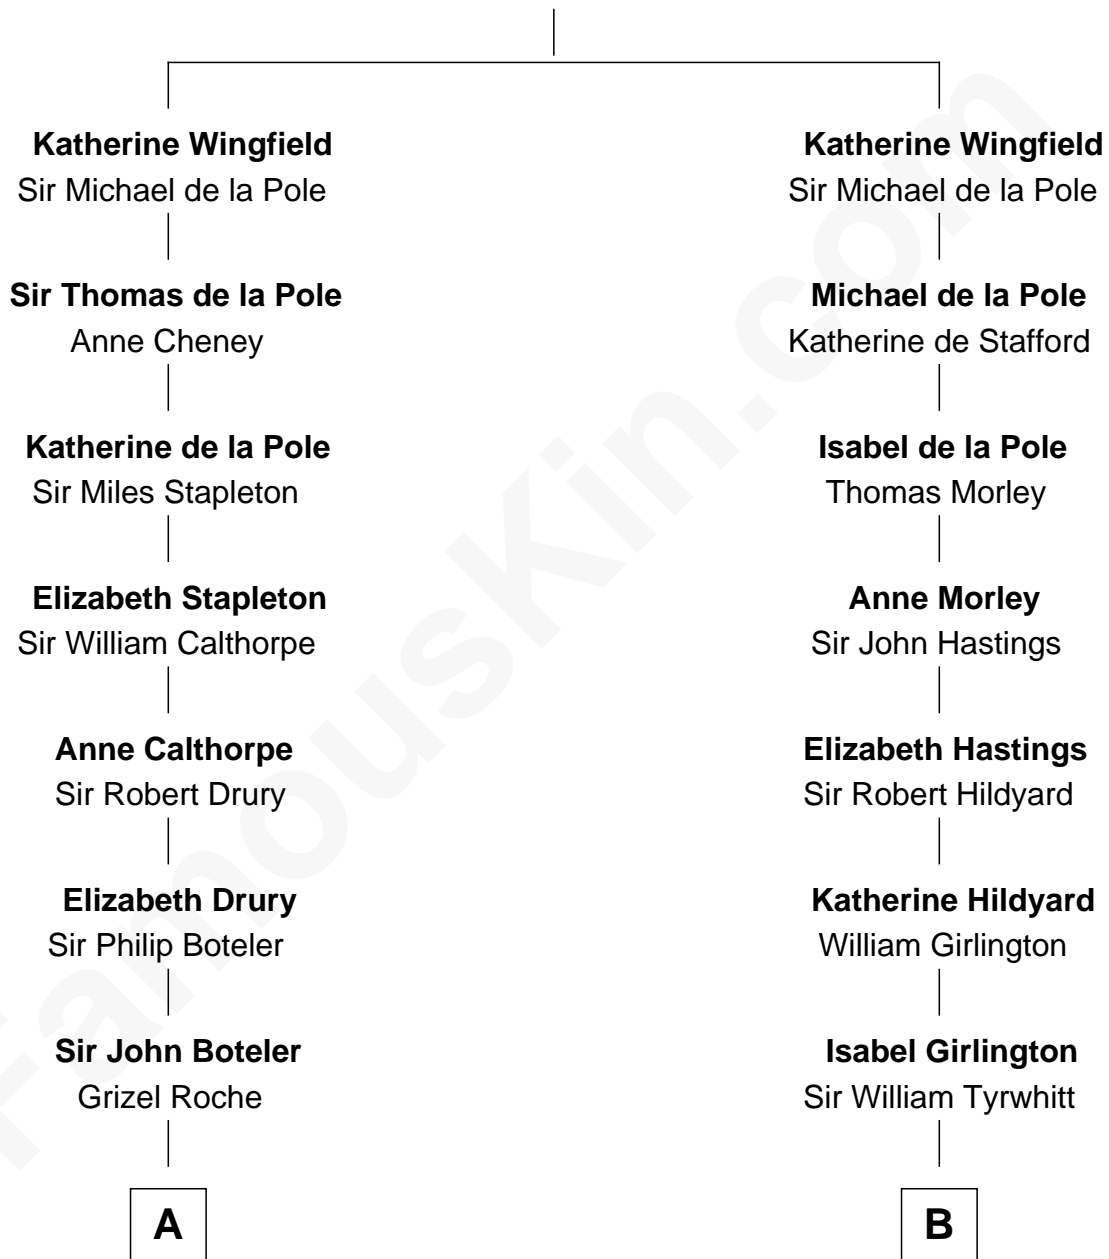 Katherine Wingfield
Sir Michael de la Pole
Sir Thomas de la Pole
Anne Cheney
Katherine de la Pole
Sir Miles Stapleton
Elizabeth Stapleton
Sir William Calthorpe
Anne Calthorpe
Sir Robert Drury
Elizabeth Drury
Sir Philip Boteler
Sir John Boteler
Grizel Roche
A
Katherine Wingfield
Sir Michael de la Pole
Michael de la Pole
Katherine de Stafford
Isabel de la Pole
Thomas Morley
Anne Morley
Sir John Hastings
Elizabeth Hastings
Sir Robert Hildyard
Katherine Hildyard
William Girlington
Isabel Girlington
Sir William Tyrwhitt
B
FamousKin.com